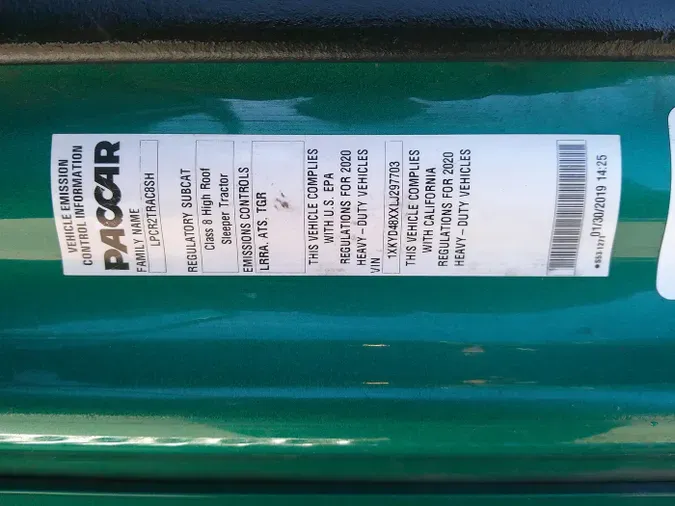 VEHICLE EMISSION
CONTROL INFORMATION
PACCAR
FAMILY NAME
LPCR2TRAC8SH
REGULATORY SUBCAT
Class 8 High Roof
Sleeper Tractor
EMISSIONS CONTROLS
LRRA. ATS. TGR
THIS VEHICLE COMPLIES
WITH U.S. EPA
REGULATIONS FOR 2020
HEAVY-DUTY VEHICLES
VIN
1XKYD48XXLJ297703
THIS VEHICLE COMPLIES
WITH CALIFORNIA
REGULATIONS FOR 2020
HEAVY-DUTY VEHICLES
01/30/2019 14:25